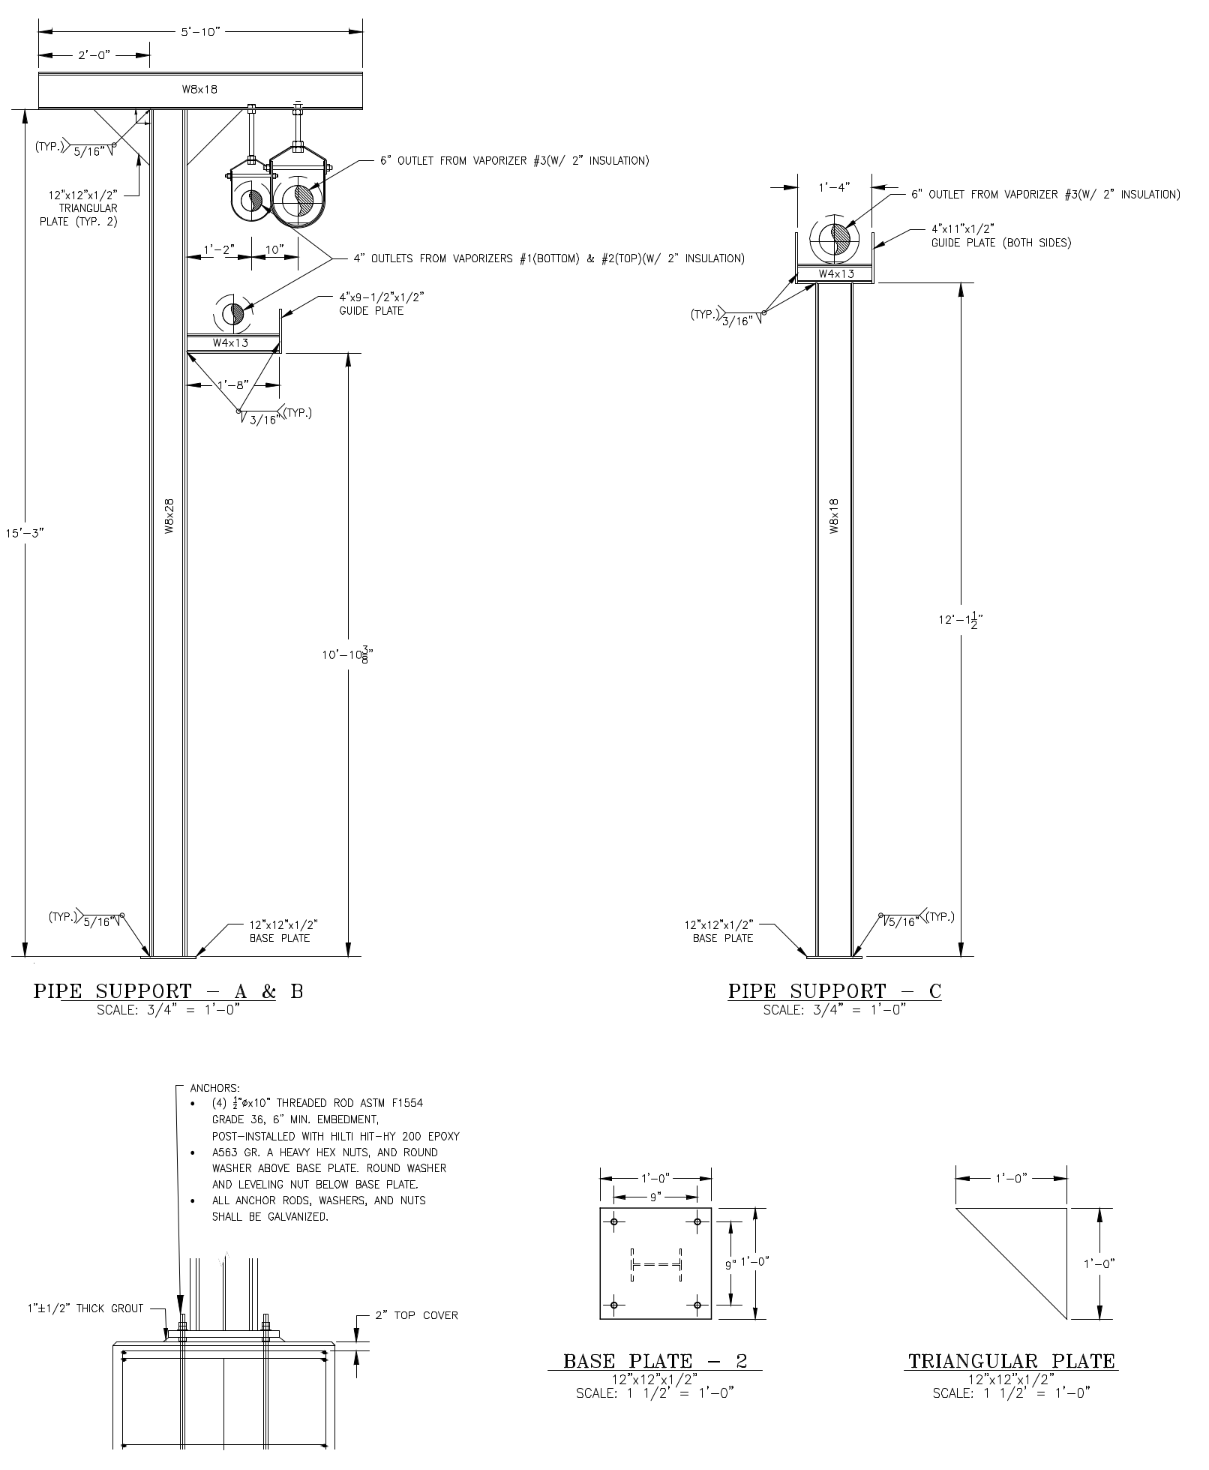 5'-10"
2'-0"
W8x18
(TYP.)
5/16"
12"x12"x1/2"
TRIANGULAR
PLATE (TYP. 2)
6" OUTLET FROM VAPORIZER #3(W/ 2" INSULATION)
1'-2"
10"
4" OUTLETS FROM VAPORIZERS #1(BOTTOM) & #2(TOP)(W/ 2" INSULATION)
4"x9-1/2"x1/2"
GUIDE PLATE
W4x13
1'-8"
3/16"
(TYP.)
W8x28
15'-3"
10'-10 3/8"
(TYP.)
5/16"
12"x12"x1/2"
BASE PLATE
PIPE SUPPORT - A & B
SCALE: 3/4" = 1'-0"
1'-4"
6" OUTLET FROM VAPORIZER #3(W/ 2" INSULATION)
4"x11"x1/2"
GUIDE PLATE (BOTH SIDES)
W4x13
(TYP.)
3/16"
W8x18
12'-1 1/2"
12"x12"x1/2"
BASE PLATE
5/16"
(TYP.)
PIPE SUPPORT - C
SCALE: 3/4" = 1'-0"
ANCHORS:
• (4) 1/2"øx10" THREADED ROD ASTM F1554
GRADE 36, 6" MIN. EMBEDMENT,
POST-INSTALLED WITH HILTI HIT-HY 200 EPOXY
• A563 GR. A HEAVY HEX NUTS, AND ROUND
WASHER ABOVE BASE PLATE. ROUND WASHER
AND LEVELING NUT BELOW BASE PLATE.
• ALL ANCHOR RODS, WASHERS, AND NUTS
SHALL BE GALVANIZED.
1"±1/2" THICK GROUT
2" TOP COVER
1'-0"
9"
9"
1'-0"
BASE PLATE - 2
12"x12"x1/2"
SCALE: 1 1/2' = 1'-0"
1'-0"
1'-0"
TRIANGULAR PLATE
12"x12"x1/2"
SCALE: 1 1/2' = 1'-0"